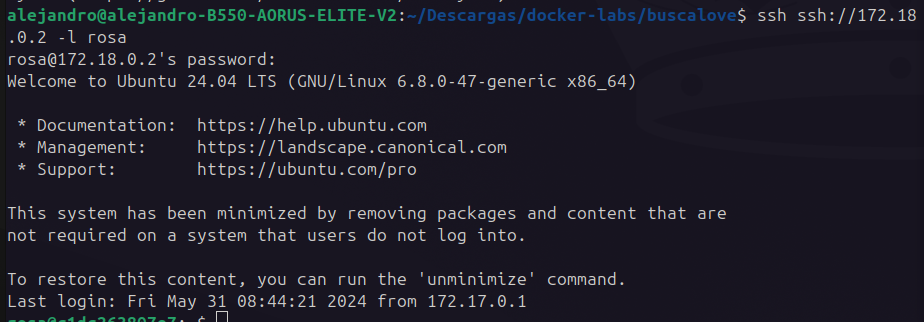 alejandro@alejandro-B550-AORUS-ELITE-V2:~/Descargas/docker-labs/buscalove$ ssh ssh://172.18
.0.2 -l rosa
rosa@172.18.0.2's password:
Welcome to Ubuntu 24.04 LTS (GNU/Linux 6.8.0-47-generic x86_64)

 * Documentation:  https://help.ubuntu.com
 * Management:     https://landscape.canonical.com
 * Support:        https://ubuntu.com/pro

This system has been minimized by removing packages and content that are
not required on a system that users do not log into.

To restore this content, you can run the 'unminimize' command.
Last login: Fri May 31 08:44:21 2024 from 172.17.0.1